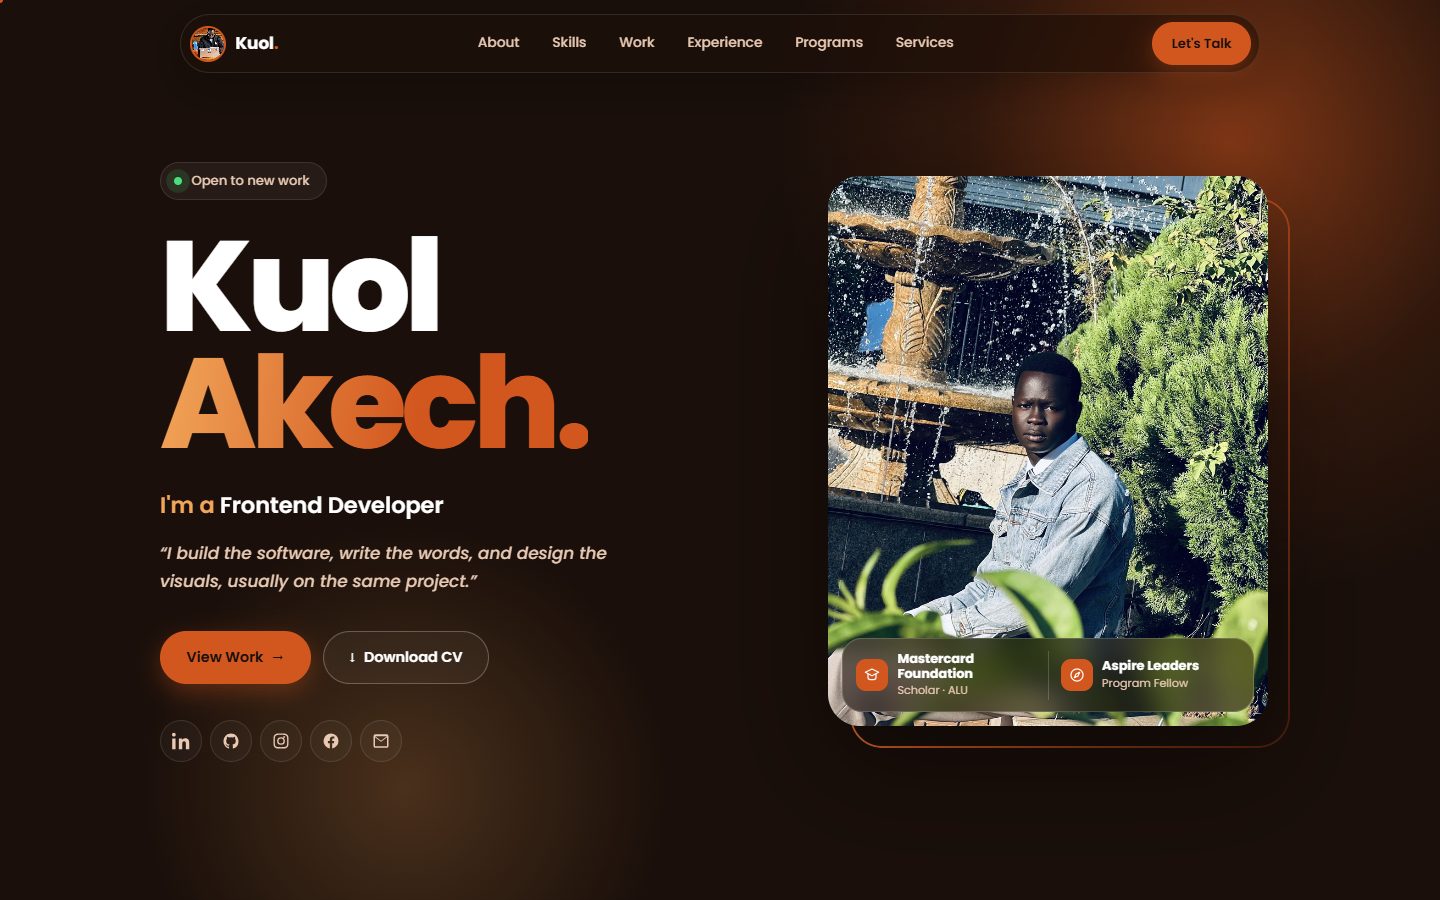 Kuol.
About Skills Work Experience Programs Services
Let's Talk
Open to new work
Kuol
Akech.
I'm a Frontend Developer
“I build the software, write the words, and design the
visuals, usually on the same project.”
View Work →
↓ Download CV
Mastercard
Foundation
Scholar · ALU
Aspire Leaders
Program Fellow